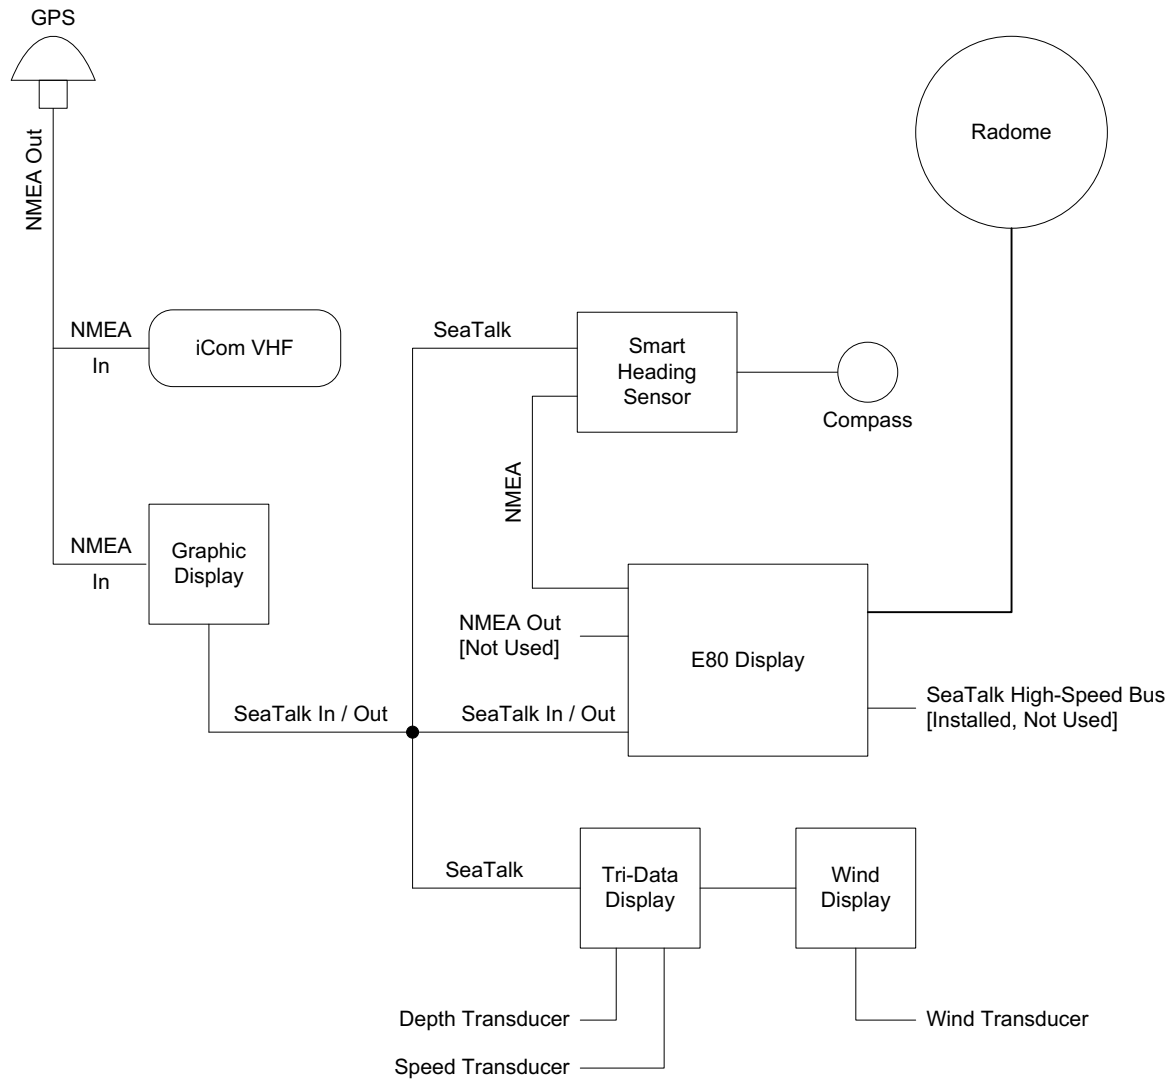 GPS
NMEA Out
Radome
NMEA
In
iCom VHF
SeaTalk
Smart
Heading
Sensor
Compass
NMEA
NMEA
In
Graphic
Display
NMEA Out
[Not Used]
E80 Display
SeaTalk High-Speed Bus
[Installed, Not Used]
SeaTalk In / Out
SeaTalk In / Out
SeaTalk
Tri-Data
Display
Wind
Display
Depth Transducer
Wind Transducer
Speed Transducer